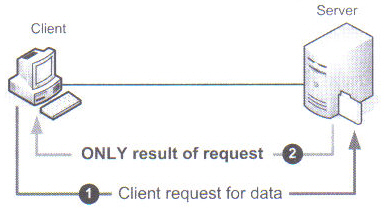 Server
Client
ONLY result of request 2
1 Client request for data